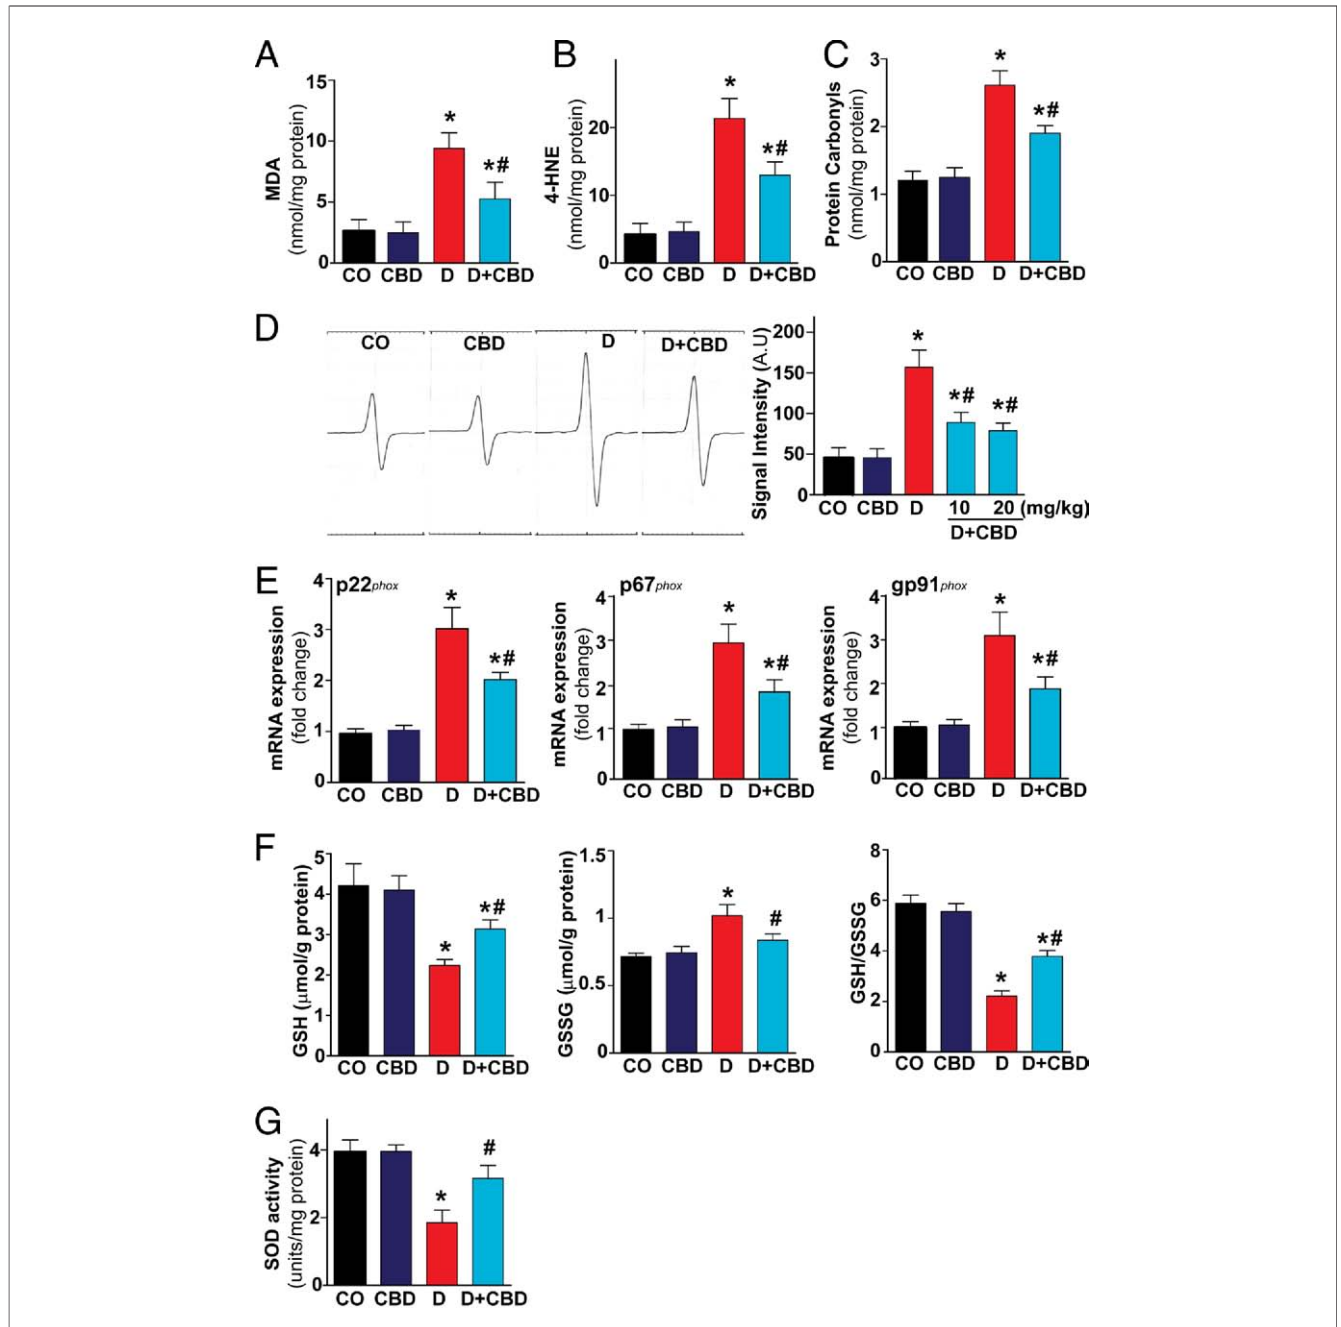 A
MDA
(nmol/mg protein)
15
10
5
0
*
*#
CO CBD D D+CBD
B
4-HNE
(nmol/mg protein)
20
10
0
*
*#
CO CBD D D+CBD
C
Protein Carbonyls
(nmol/mg protein)
3
2
1
0
*
*#
CO CBD D D+CBD
D
CO CBD D D+CBD
Signal Intensity (A.U)
200
150
100
50
0
*
*#
*#
CO CBD D 10 20 (mg/kg)
D+CBD
E
p22phox
mRNA expression
(fold change)
4
3
2
1
0
*
*#
CO CBD D D+CBD
p67phox
mRNA expression
(fold change)
4
3
2
1
0
*
*#
CO CBD D D+CBD
gp91phox
mRNA expression
(fold change)
4
3
2
1
0
*
*#
CO CBD D D+CBD
F
GSH (µmol/g protein)
5
4
3
2
1
0
*
*#
CO CBD D D+CBD
GSSG (µmol/g protein)
1.5
1
0.5
0
*
#
CO CBD D D+CBD
GSH/GSSG
8
6
4
2
0
*
*#
CO CBD D D+CBD
G
SOD activity
(units/mg protein)
4
2
0
*
#
CO CBD D D+CBD